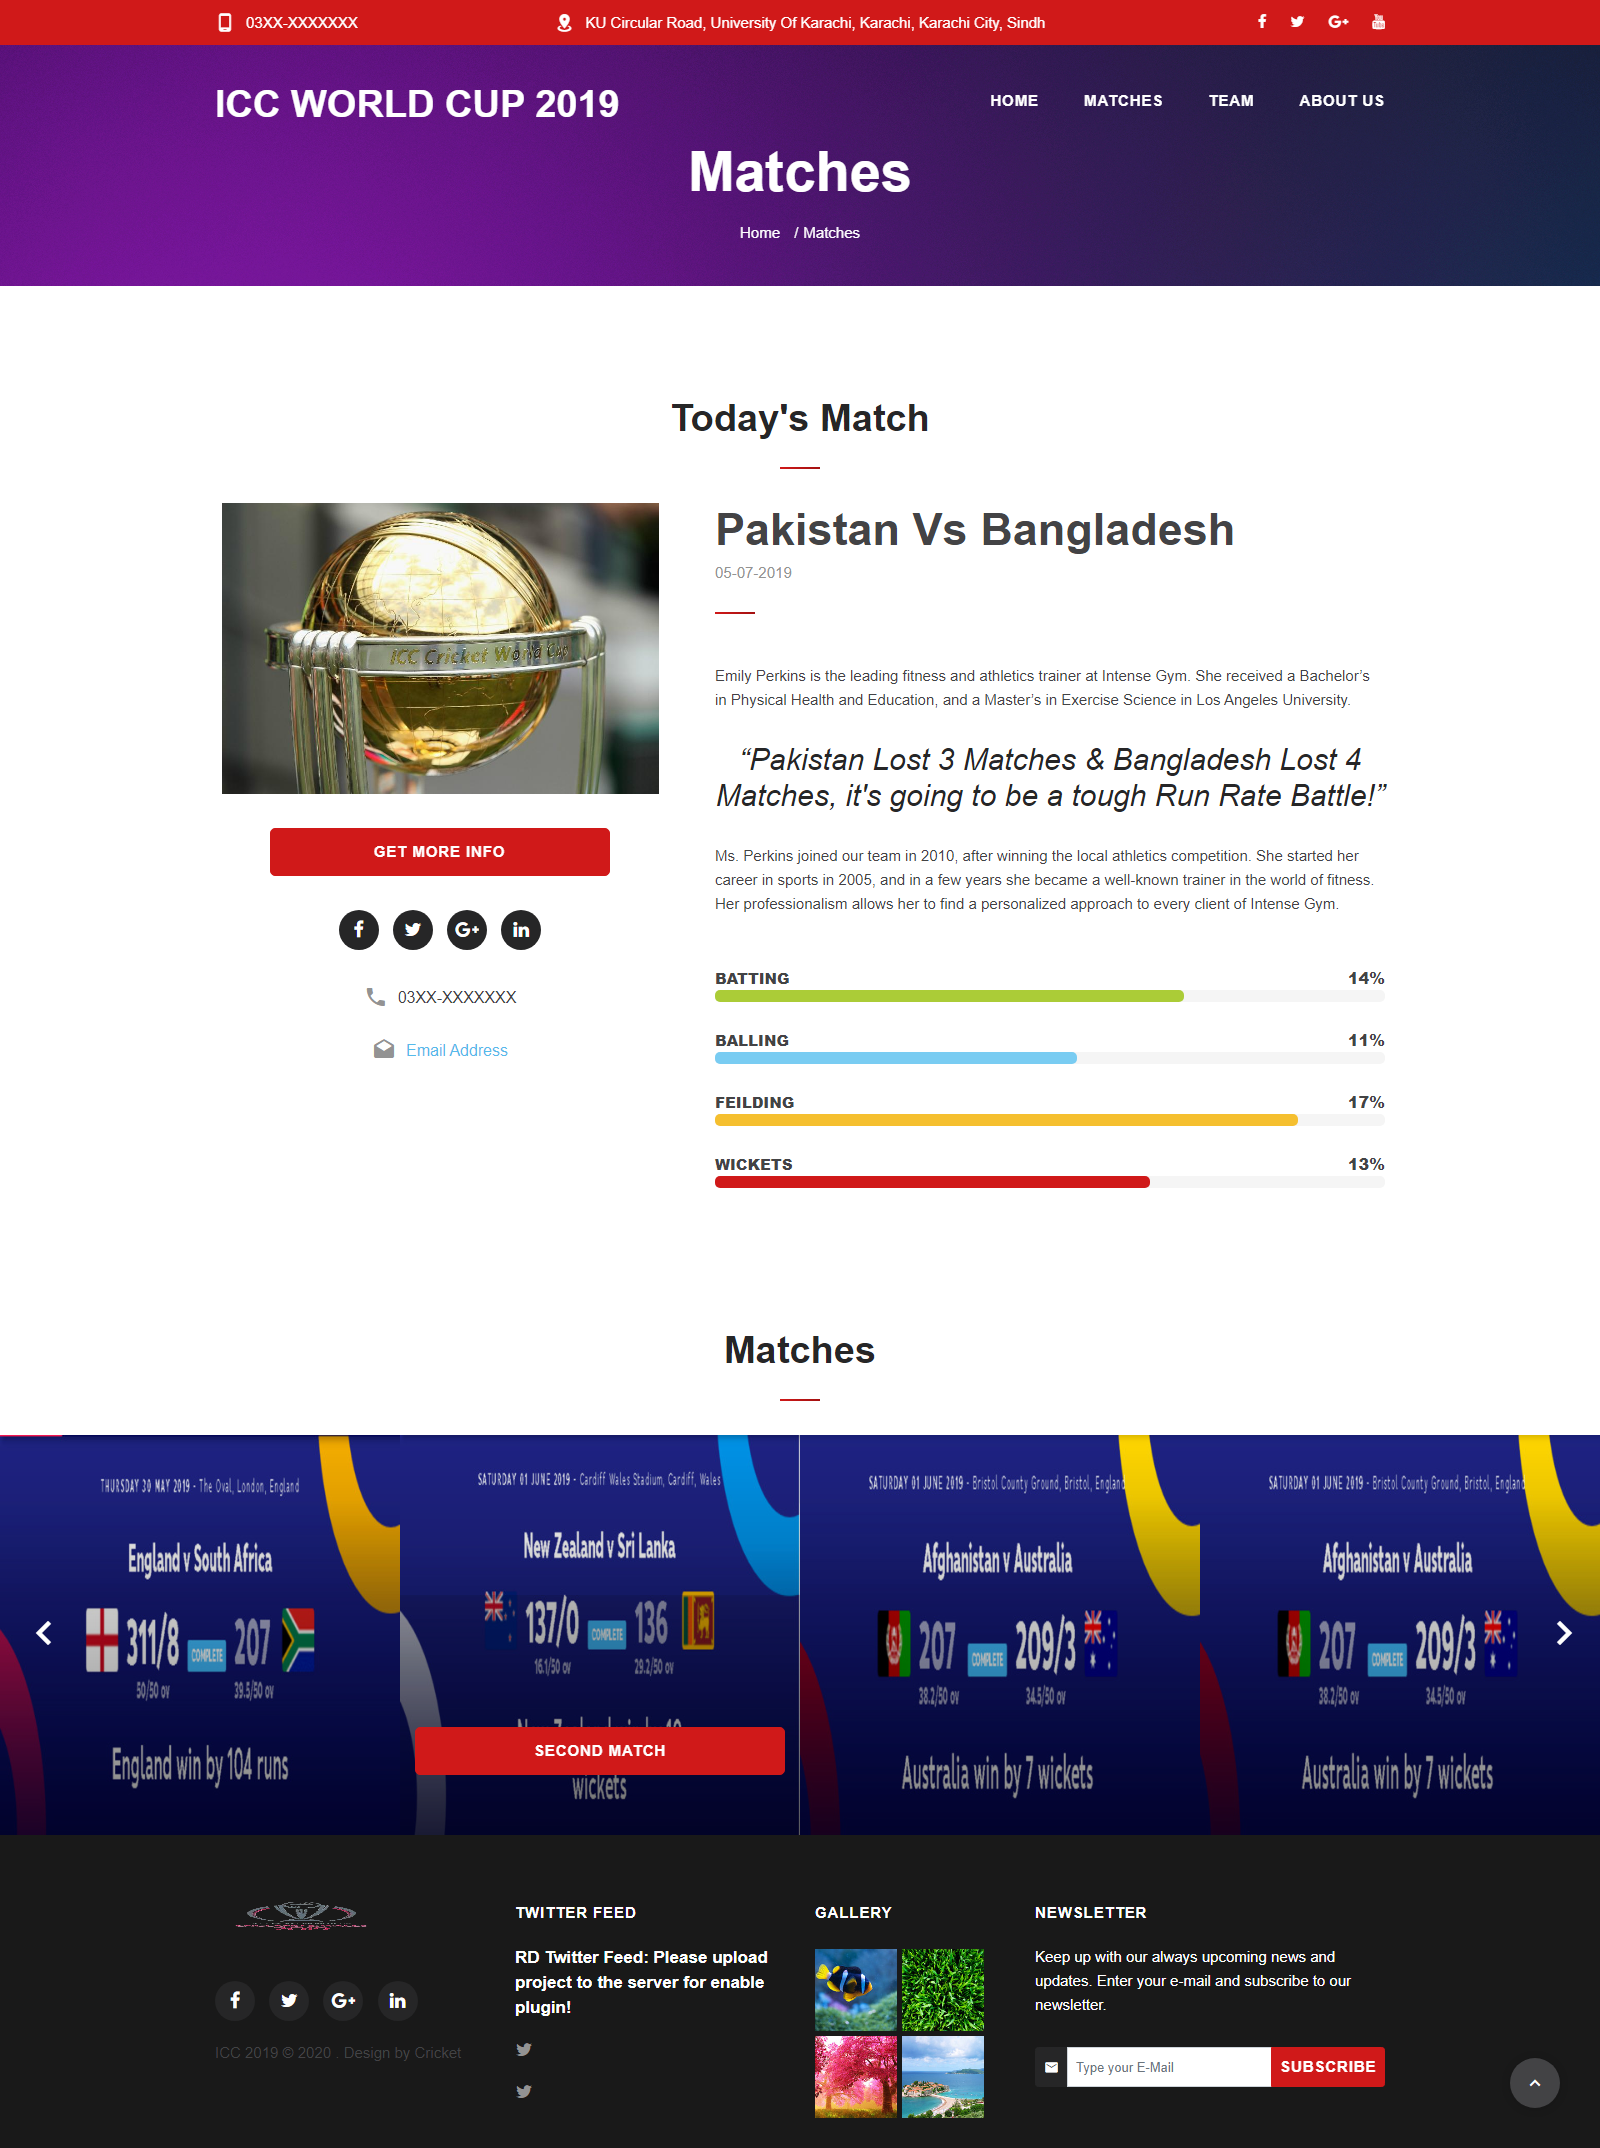 03XX-XXXXXXX
KU Circular Road, University Of Karachi, Karachi, Karachi City, Sindh
ICC WORLD CUP 2019
HOME MATCHES TEAM ABOUT US
Matches
Home / Matches
Today's Match
ICC Cricket World Cup
GET MORE INFO
03XX-XXXXXXX
Email Address
Pakistan Vs Bangladesh
05-07-2019
Emily Perkins is the leading fitness and athletics trainer at Intense Gym. She received a Bachelor’s
in Physical Health and Education, and a Master’s in Exercise Science in Los Angeles University.
“Pakistan Lost 3 Matches & Bangladesh Lost 4
Matches, it's going to be a tough Run Rate Battle!”
Ms. Perkins joined our team in 2010, after winning the local athletics competition. She started her
career in sports in 2005, and in a few years she became a well-known trainer in the world of fitness.
Her professionalism allows her to find a personalized approach to every client of Intense Gym.
BATTING 14%
BALLING 11%
FEILDING 17%
WICKETS 13%
Matches
THURSDAY 30 MAY 2019 - The Oval, London, England
England v South Africa
311/8 COMPLETE 207
50/50 ov 39.5/50 ov
England win by 104 runs
SATURDAY 01 JUNE 2019 - Cardiff Wales Stadium, Cardiff, Wales
New Zealand v Sri Lanka
137/0 COMPLETE 136
16.1/50 ov 29.2/50 ov
SECOND MATCH
wickets
SATURDAY 01 JUNE 2019 - Bristol County Ground, Bristol, England
Afghanistan v Australia
207 COMPLETE 209/3
38.2/50 ov 34.5/50 ov
Australia win by 7 wickets
SATURDAY 01 JUNE 2019 - Bristol County Ground, Bristol, England
Afghanistan v Australia
207 COMPLETE 209/3
38.2/50 ov 34.5/50 ov
Australia win by 7 wickets
ICC 2019 © 2020 . Design by Cricket
TWITTER FEED
RD Twitter Feed: Please upload
project to the server for enable
plugin!
GALLERY
NEWSLETTER
Keep up with our always upcoming news and
updates. Enter your e-mail and subscribe to our
newsletter.
Type your E-Mail
SUBSCRIBE